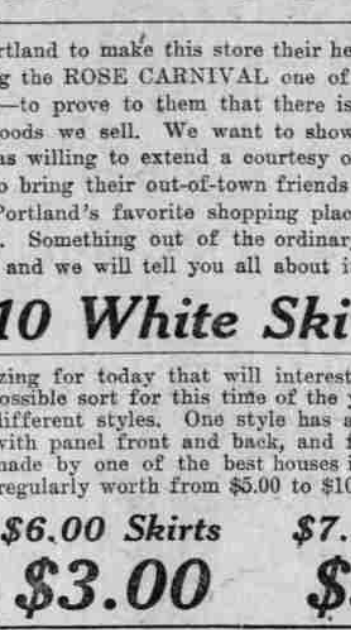 rtland to make this store their he
g the ROSE CARNIVAL one of
—to prove to them that there is
oods we sell. We want to show
as willing to extend a courtesy o
o bring their out-of-town friends
Portland's favorite shopping plac
. Something out of the ordinar
and we will tell you all about i
10 White Ski
zing for today that will interest
ossible sort for this time of the y
different styles. One style has a
with panel front and back, and f
made by one of the best houses i
regularly worth from $5.00 to $10
$6.00 Skirts $7.
$3.00 $